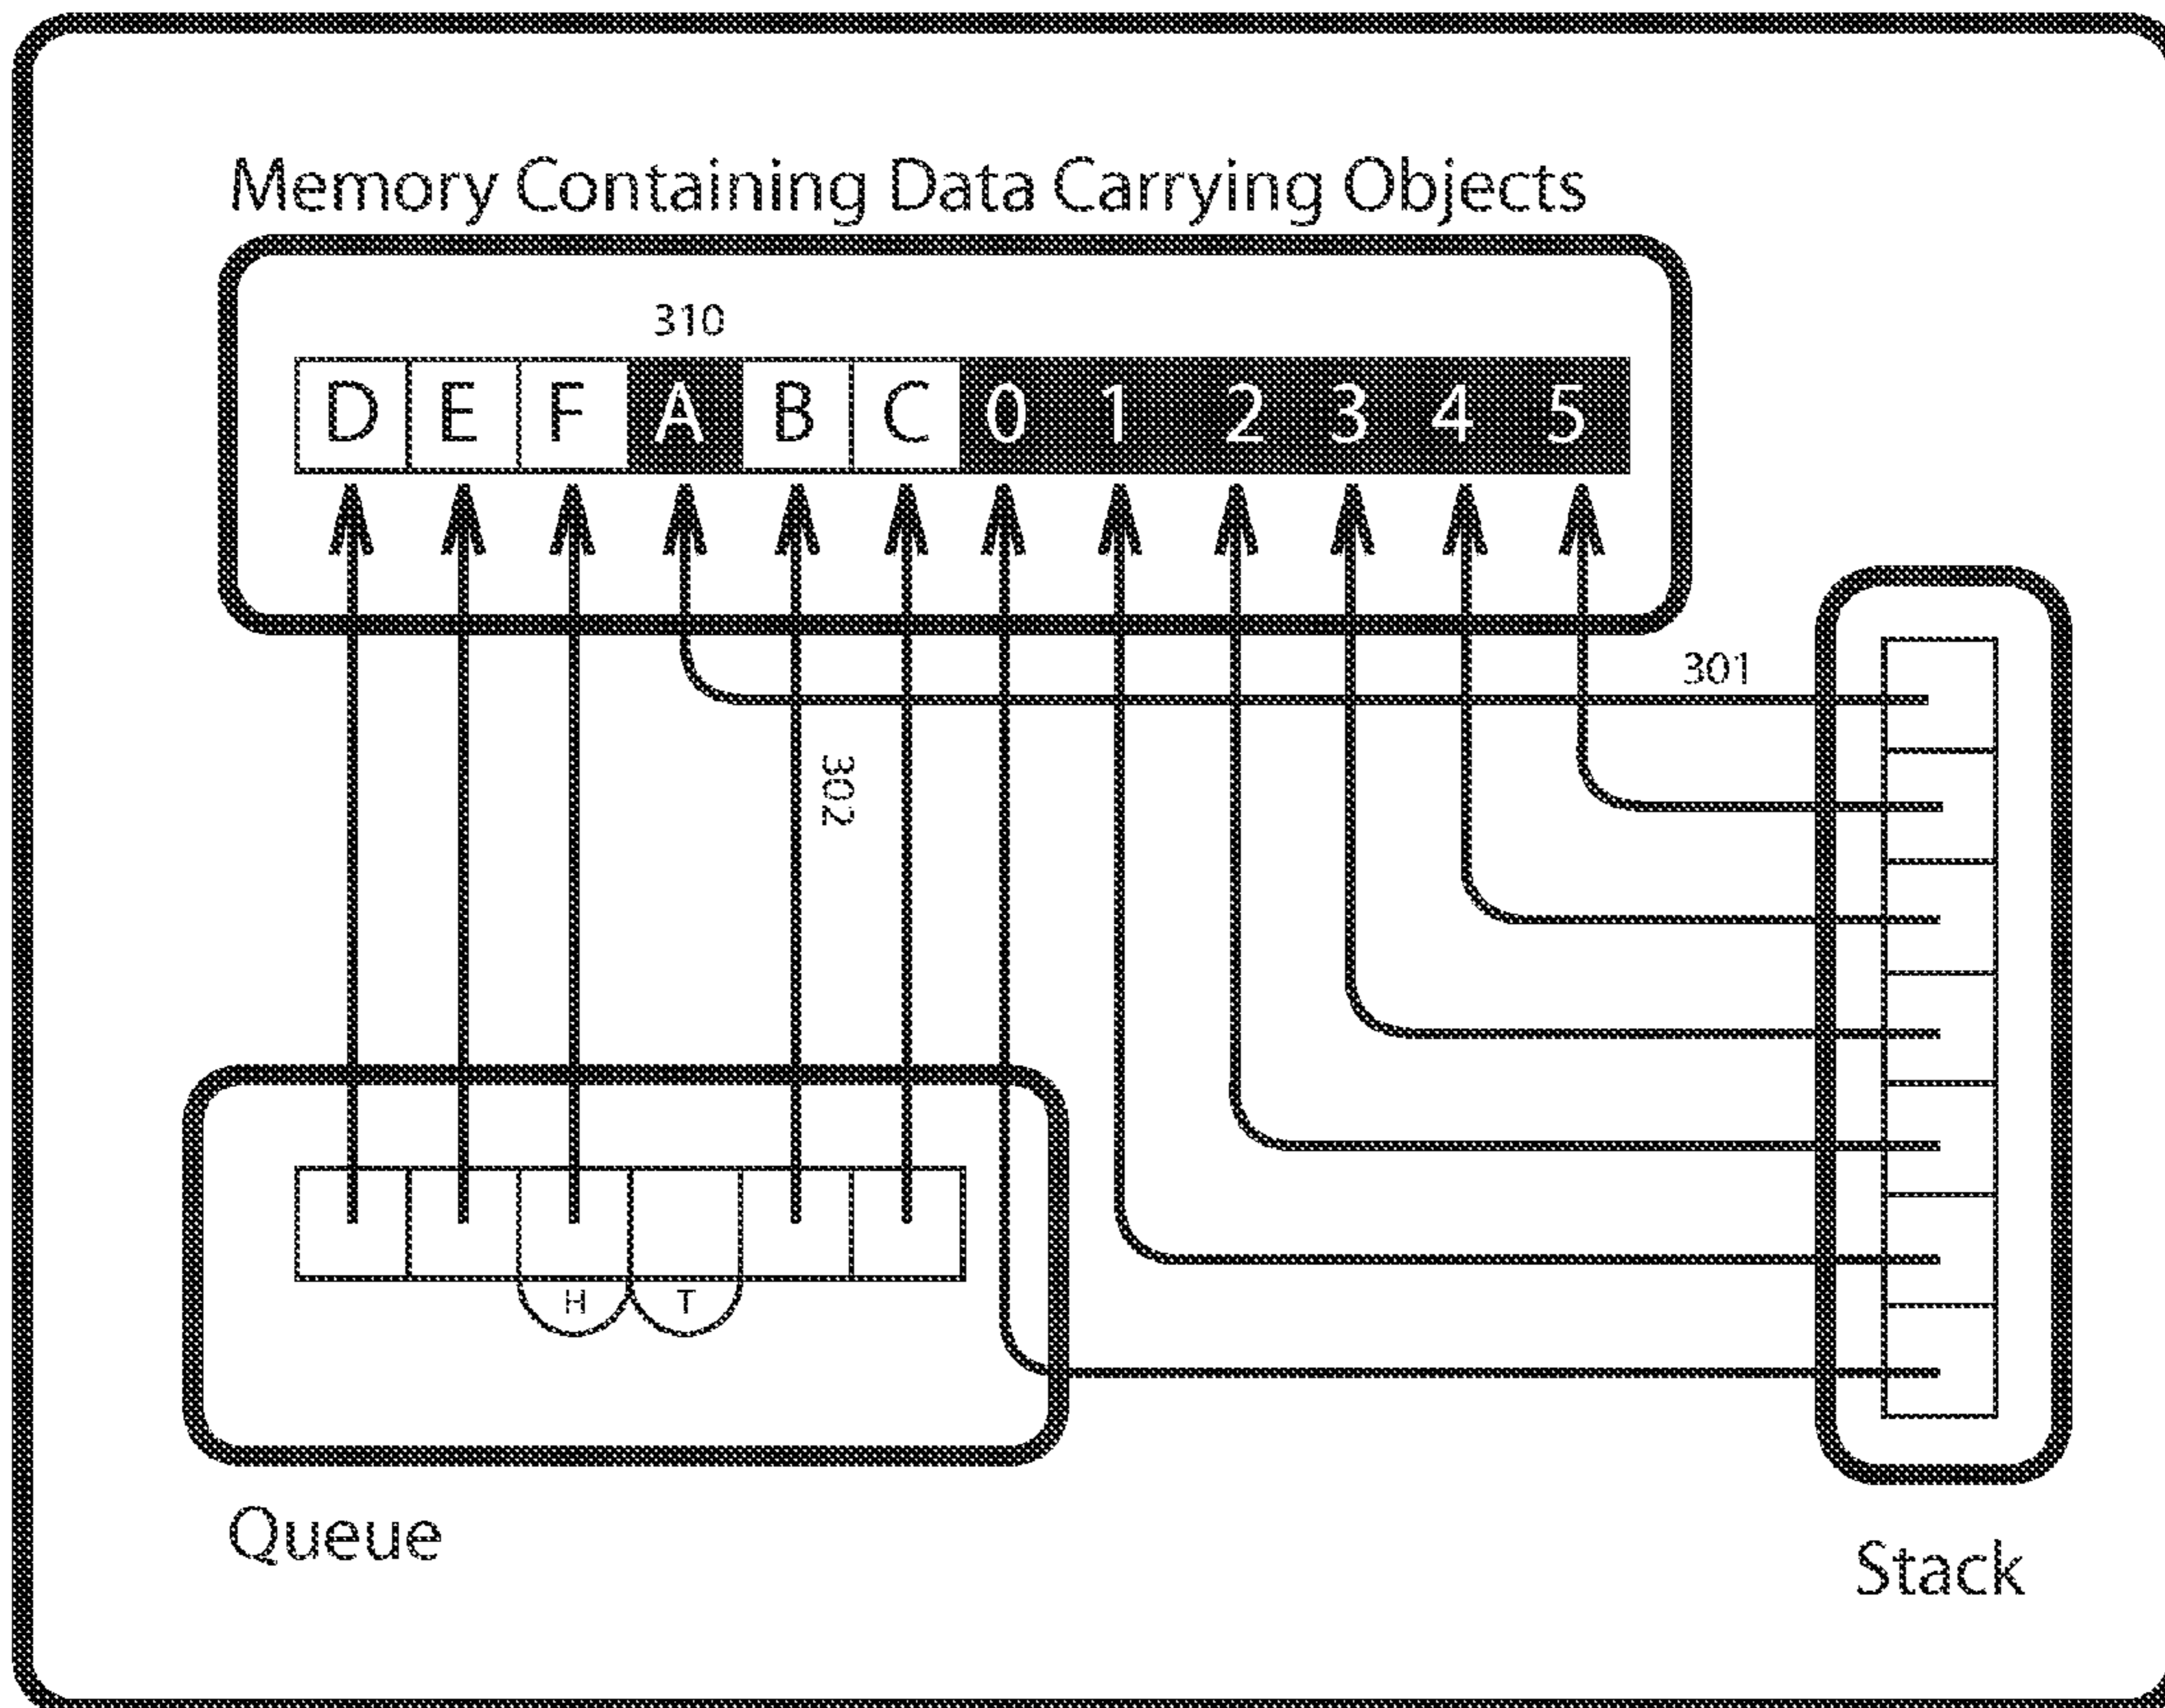 Memory Containing Data Carrying Objects
310
D E F A B C 0 1 2 3 4 5
301
302
H T
Queue
Stack